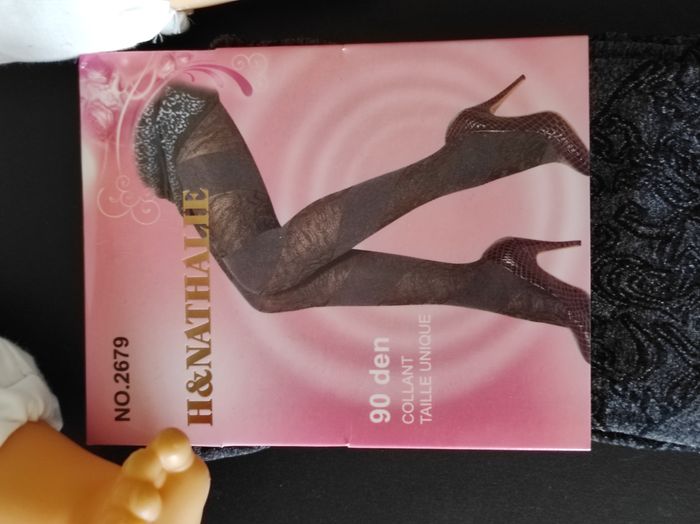 NO.2679
H&NATHALIE
90 den
COLLANT
TAILLE UNIQUE